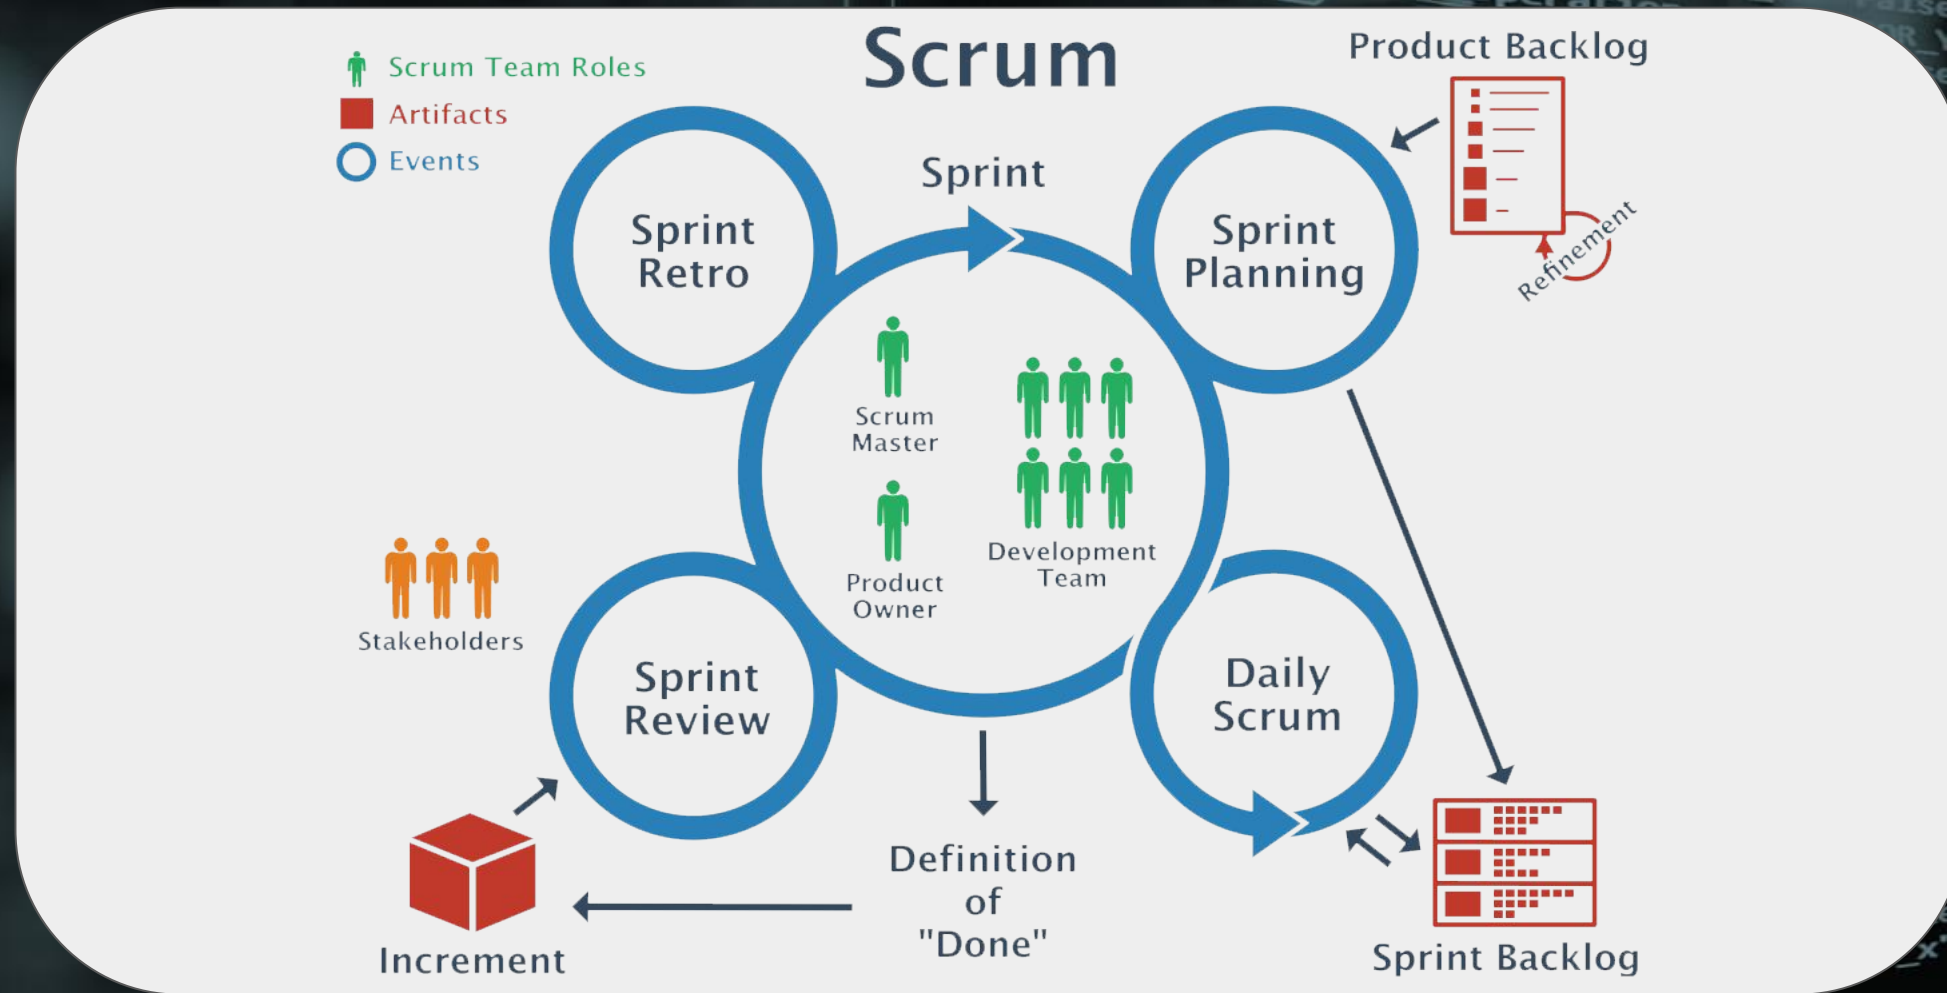 Scrum
Scrum Team Roles
Artifacts
Events
Product Backlog
Refinement
Sprint
Sprint
Retro
Sprint
Planning
Scrum
Master
Product
Owner
Development
Team
Stakeholders
Sprint
Review
Daily
Scrum
Definition
of
"Done"
Increment
Sprint Backlog